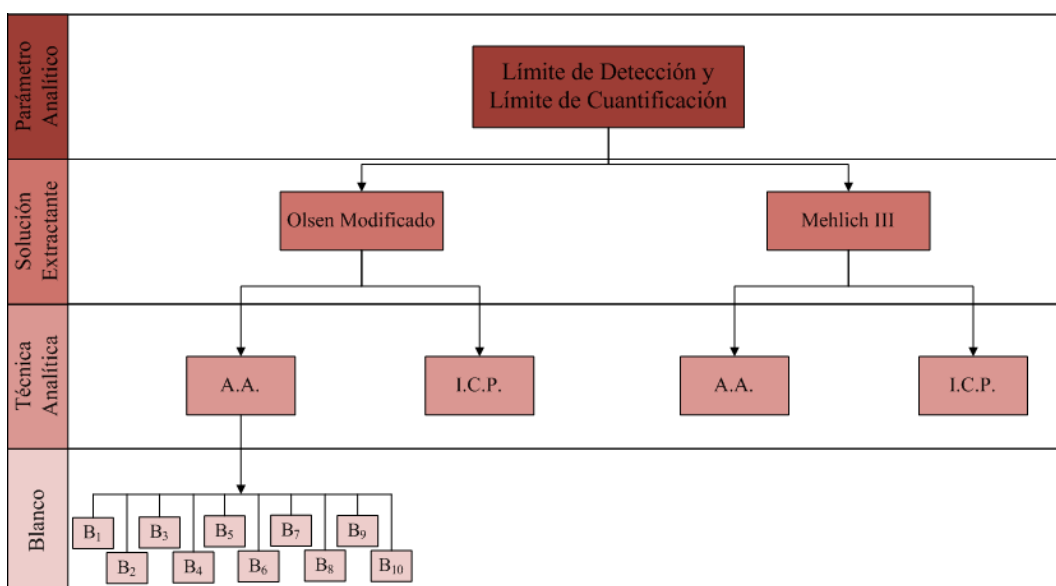 Parámetro
Analítico
Límite de Detección y
Límite de Cuantificación
Solución
Extractante
Olsen Modificado
Mehlich III
Técnica
Analítica
A.A.
I.C.P.
A.A.
I.C.P.
Blanco
B₁
B₃
B₅
B₇
B₉
B₂
B₄
B₆
B₈
B₁₀